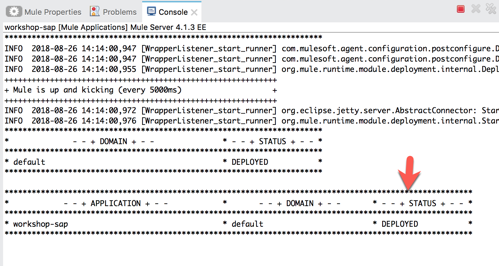 Mule Properties Problems Console
workshop-sap [Mule Applications] Mule Server 4.1.3 EE
**********************************************************************
INFO 2018-08-26 14:14:00,947 [WrapperListener_start_runner] com.mulesoft.agent.configuration.postconfigure.D
INFO 2018-08-26 14:14:00,947 [WrapperListener_start_runner] com.mulesoft.agent.configuration.postconfigure.D
INFO 2018-08-26 14:14:00,955 [WrapperListener_start_runner] org.mule.runtime.module.deployment.internal.Depl
++++++++++++++++++++++++++++++++++++++++++++++++++++++++++++
+ Mule is up and kicking (every 5000ms) +
++++++++++++++++++++++++++++++++++++++++++++++++++++++++++++
INFO 2018-08-26 14:14:00,972 [WrapperListener_start_runner] org.eclipse.jetty.server.AbstractConnector: Star
INFO 2018-08-26 14:14:00,976 [WrapperListener_start_runner] org.mule.runtime.module.deployment.internal.Star
**********************************************************************
* - - + DOMAIN + - - * - - + STATUS + - - *
**********************************************************************
* default * DEPLOYED *
**********************************************************************
*******************************************************************************************************
* - - + APPLICATION + - - * - - + DOMAIN + - - * - - + STATUS + - - *
*******************************************************************************************************
* workshop-sap * default * DEPLOYED *
*******************************************************************************************************